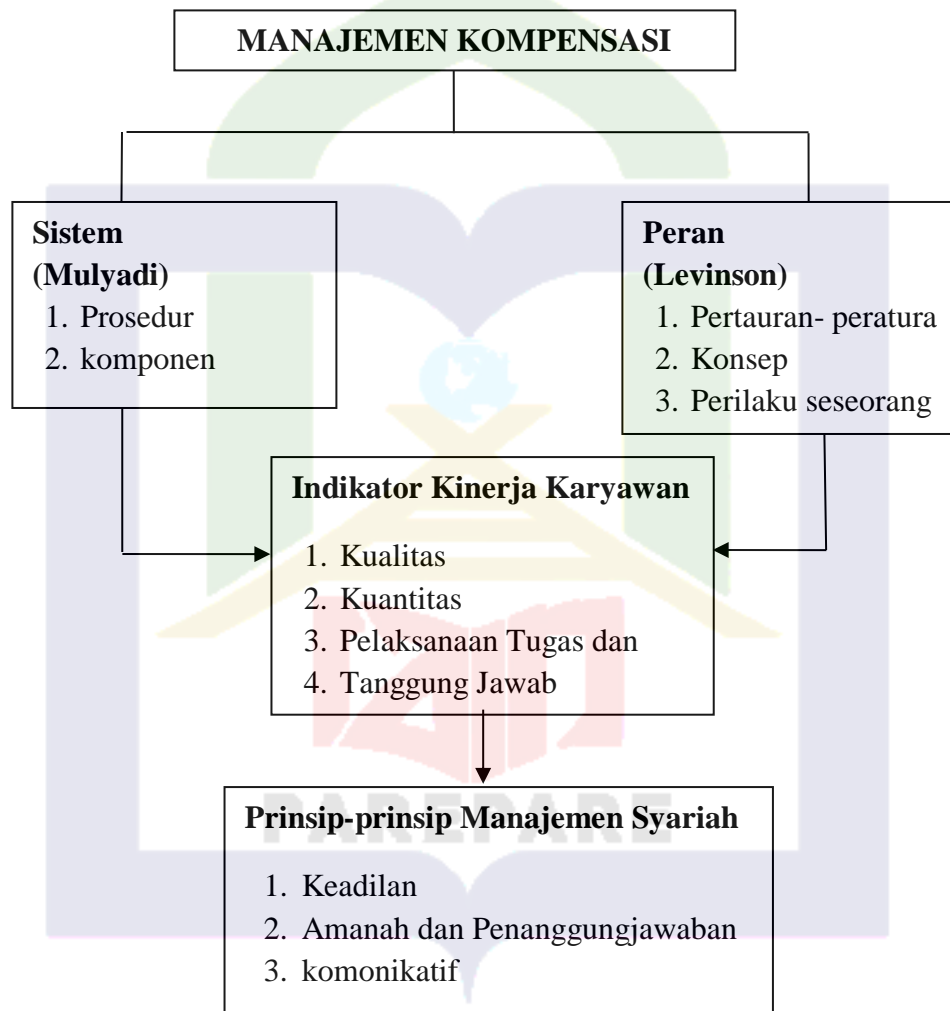 MANAJEMEN KOMPENSASI
Sistem
(Mulyadi)
1. Prosedur
2. komponen
Peran
(Levinson)
1. Pertauran- peratura
2. Konsep
3. Perilaku seseorang
Indikator Kinerja Karyawan
1. Kualitas
2. Kuantitas
3. Pelaksanaan Tugas dan
4. Tanggung Jawab
PAREPARE
Prinsip-prinsip Manajemen Syariah
1. Keadilan
2. Amanah dan Penanggungjawaban
3. komonikatif